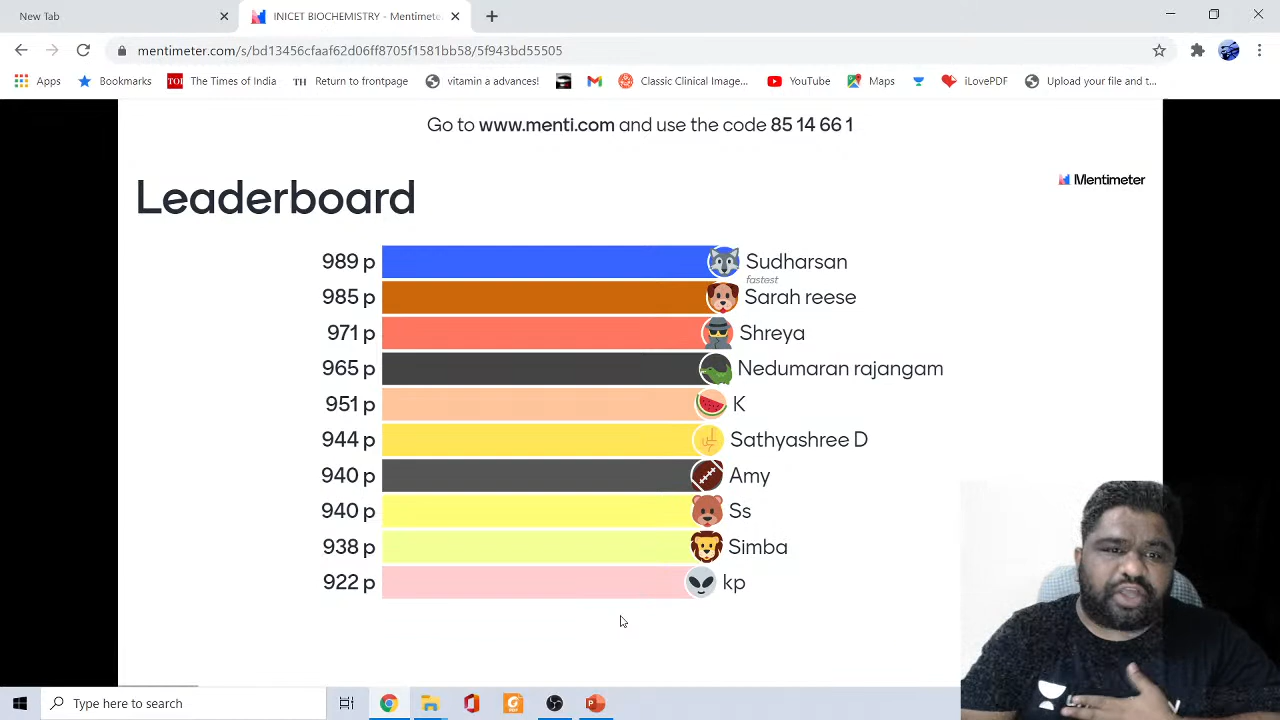 New Tab
INICET BIOCHEMISTRY - Mentimete
mentimeter.com/s/bd13456cfaaf62d06ff8705f1581bb58/5f943bd55505
Apps Bookmarks TOI The Times of India TH Return to frontpage vitamin a advances! Classic Clinical Image... YouTube Maps iLovePDF Upload your file and t...
Go to www.menti.com and use the code 85 14 66 1
Mentimeter
Leaderboard
989 p Sudharsan
fastest
985 p Sarah reese
971 p Shreya
965 p Nedumaran rajangam
951 p K
944 p Sathyashree D
940 p Amy
940 p Ss
938 p Simba
922 p kp
Type here to search